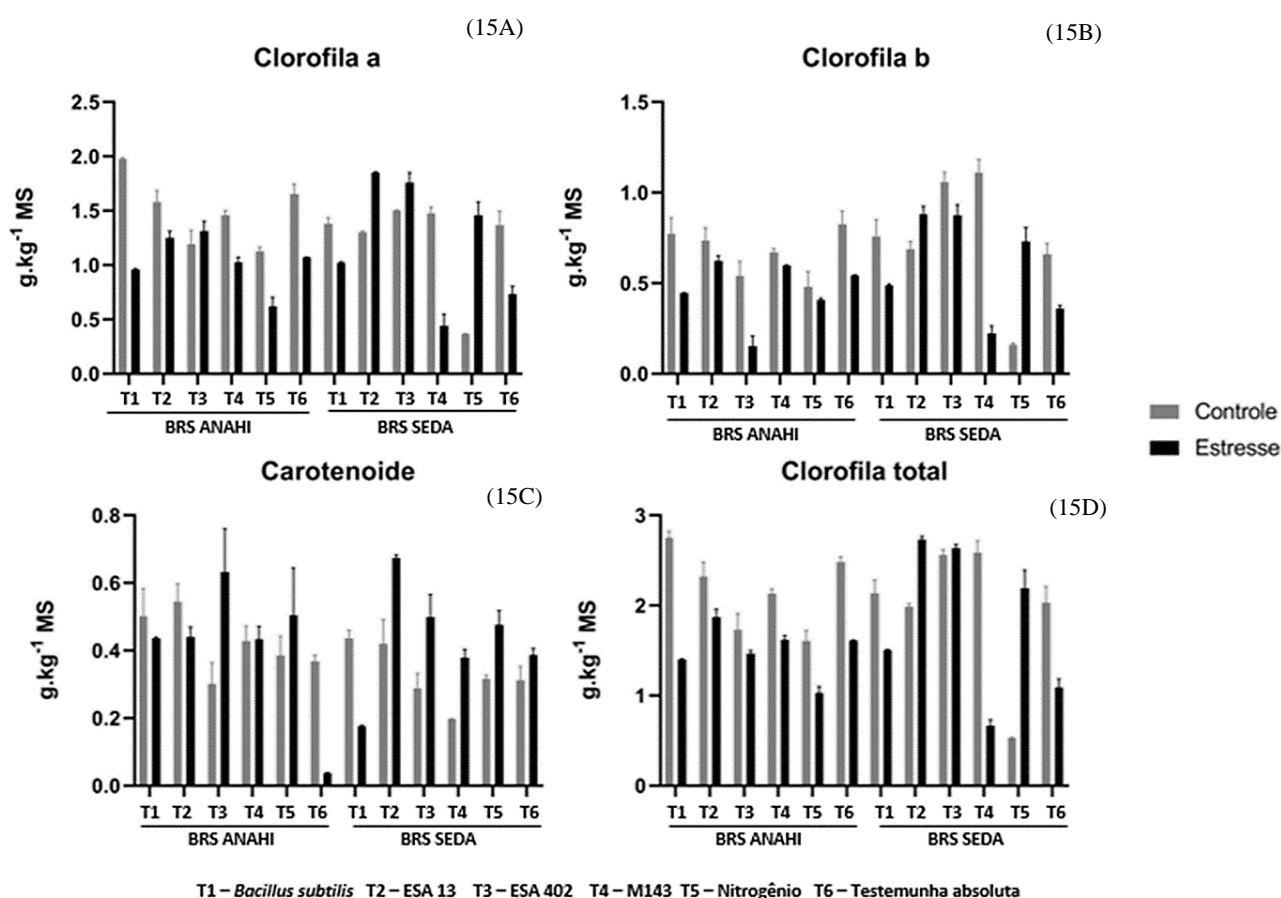 (15A)
Clorofila a
g.kg-1 MS
2.5
2.0
1.5
1.0
0.5
0.0
T1 T2 T3 T4 T5 T6 T1 T2 T3 T4 T5 T6
BRS ANAHI BRS SEDA
(15B)
Clorofila b
g.kg-1 MS
1.5
1.0
0.5
0.0
T1 T2 T3 T4 T5 T6 T1 T2 T3 T4 T5 T6
BRS ANAHI BRS SEDA
Controle
Estresse
Carotenoide
(15C)
g.kg-1 MS
0.8
0.6
0.4
0.2
0.0
T1 T2 T3 T4 T5 T6 T1 T2 T3 T4 T5 T6
BRS ANAHI BRS SEDA
Clorofila total
(15D)
g.kg-1 MS
3
2
1
0
T1 T2 T3 T4 T5 T6 T1 T2 T3 T4 T5 T6
BRS ANAHI BRS SEDA
T1 – Bacillus subtilis T2 – ESA 13 T3 – ESA 402 T4 – M143 T5 – Nitrogênio T6 – Testemunha absoluta